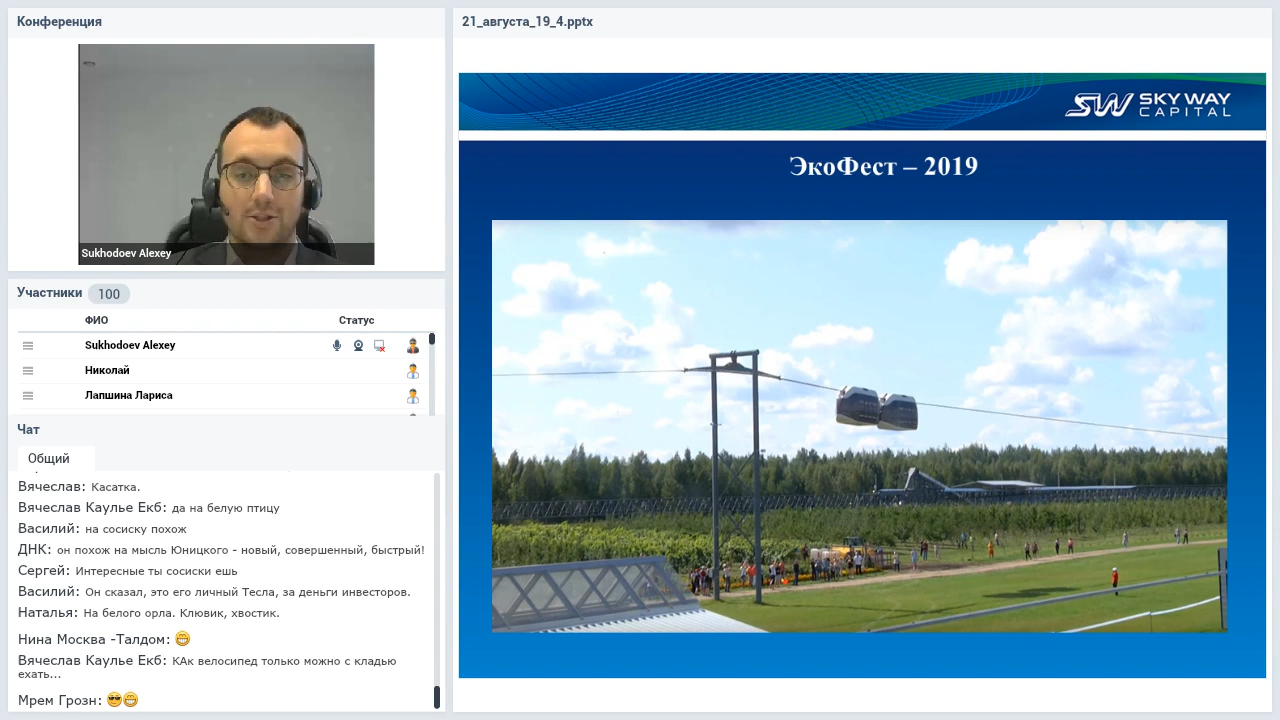 Конференция
Sukhodoev Alexey
Участники 100
ФИО Статус
Sukhodoev Alexey
Николай
Лапшина Лариса
Чат
Общий
Вячеслав: Касатка.
Вячеслав Каулье Екб: да на белую птицу
Василий: на сосиску похож
ДНК: он похож на мысль Юницкого - новый, совершенный, быстрый!
Сергей: Интересные ты сосиски ешь
Василий: Он сказал, это его личный Тесла, за деньги инвесторов.
Наталья: На белого орла. Клювик, хвостик.
Нина Москва -Талдом:
Вячеслав Каулье Екб: КАк велосипед только можно с кладью
ехать...
Мрем Грозн:
21_августа_19_4.pptx
SW SKY WAY
CAPITAL
ЭкоФест – 2019